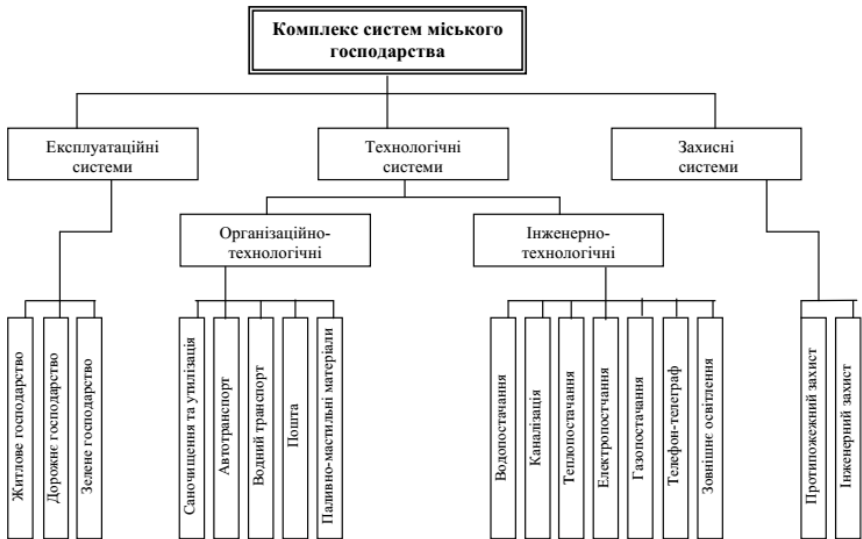 Комплекс систем міського
господарства
Експлуатаційні
системи
Технологічні
системи
Захисні
системи
Організаційно-
технологічні
Інженерно-
технологічні
Житлове господарство
Дорожнє господарство
Зелене господарство
Саночищення та утилізація
Автотранспорт
Водний транспорт
Пошта
Паливно-мастильні матеріали
Водопостачання
Каналізація
Теплопостачання
Електропостчання
Газопостачання
Телефон-телеграф
Зовнішнє освітлення
Протипожежний захист
Інженерний захист